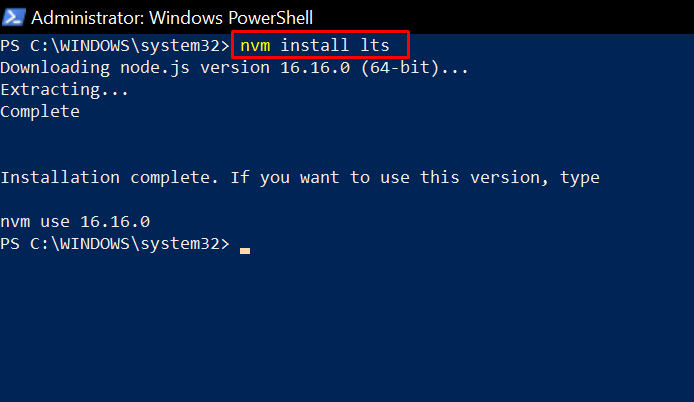 Administrator: Windows PowerShell
PS C:\WINDOWS\system32> nvm install lts
Downloading node.js version 16.16.0 (64-bit)...
Extracting...
Complete
Installation complete. If you want to use this version, type
nvm use 16.16.0
PS C:\WINDOWS\system32>